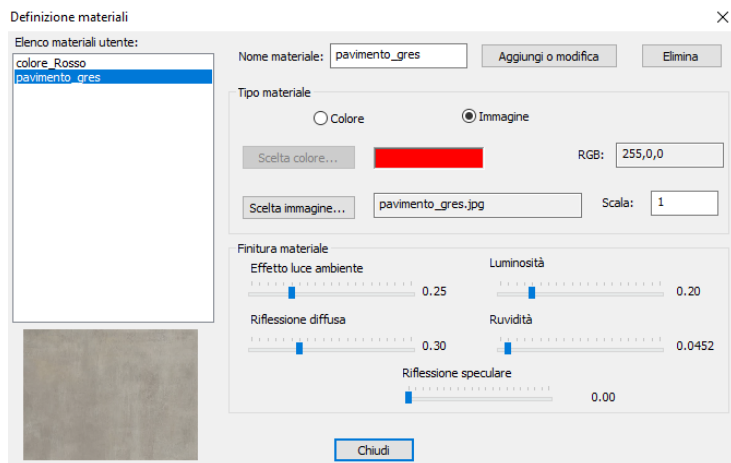 Definizione materiali
Elenco materiali utente:
colore_Rosso
pavimento_gres
Nome materiale: pavimento_gres Aggiungi o modifica Elimina
Tipo materiale
Colore Immagine
Scelta colore... RGB: 255,0,0
Scelta immagine... pavimento_gres.jpg Scala: 1
Finitura materiale
Effetto luce ambiente Luminosità
0.25 0.20
Riflessione diffusa Ruvidità
0.30 0.0452
Riflessione speculare
0.00
Chiudi